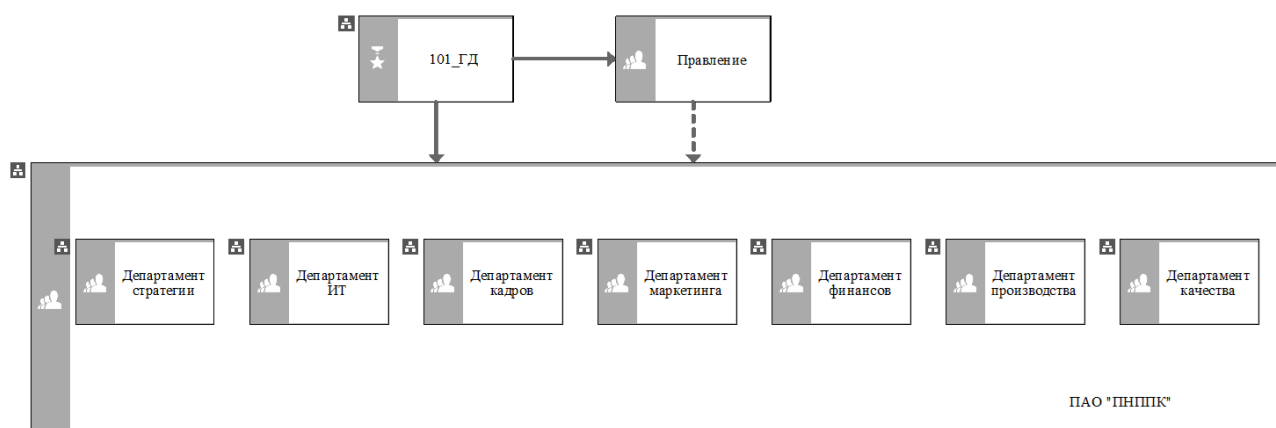 101_ГД
Правление
Департамент
стратегии
Департамент
ИТ
Департамент
кадров
Департамент
маркетинга
Департамент
финансов
Департамент
производства
Департамент
качества
ПАО "ПНППК"